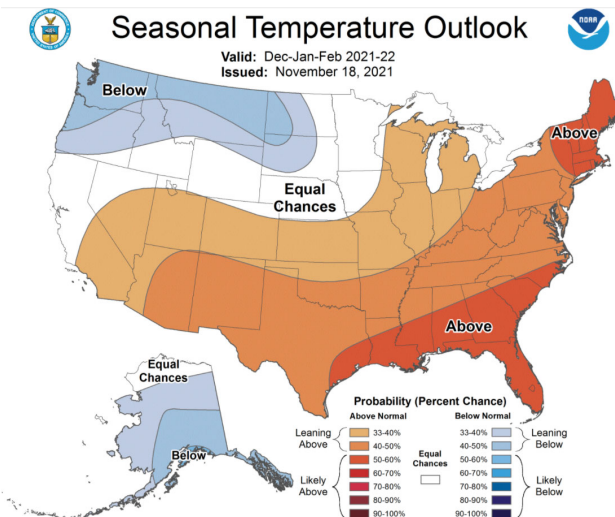 Seasonal Temperature Outlook
NOAA
Valid: Dec-Jan-Feb 2021-22
Issued: November 18, 2021
Below
Above
Equal
Chances
Above
Equal
Chances
Below
Probability (Percent Chance)
Above Normal
Below Normal
Leaning
Above
33-40%
40-50%
50-60%
60-70%
70-80%
80-90%
90-100%
Likely
Above
Equal
Chances
33-40%
40-50%
50-60%
60-70%
70-80%
80-90%
90-100%
Leaning
Below
Likely
Below